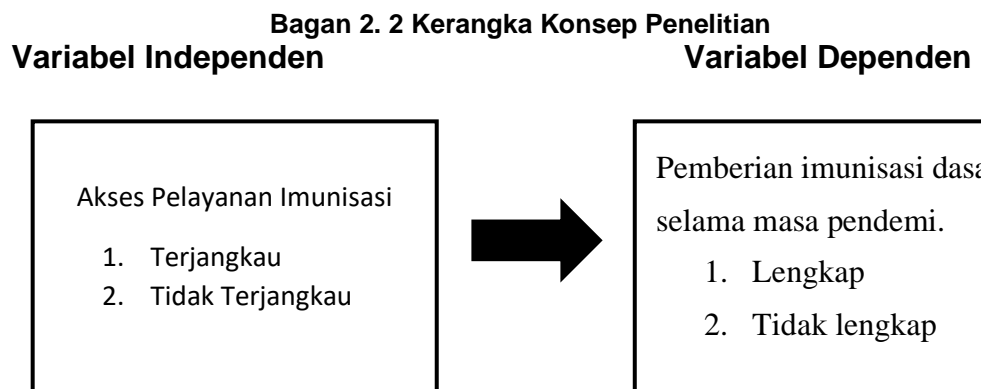 Bagan 2. 2 Kerangka Konsep Penelitian
Variabel Independen
Variabel Dependen
Akses Pelayanan Imunisasi
1. Terjangkau
2. Tidak Terjangkau
Pemberian imunisasi
selama masa pendemi.
1. Lengkap
2. Tidak lengkap